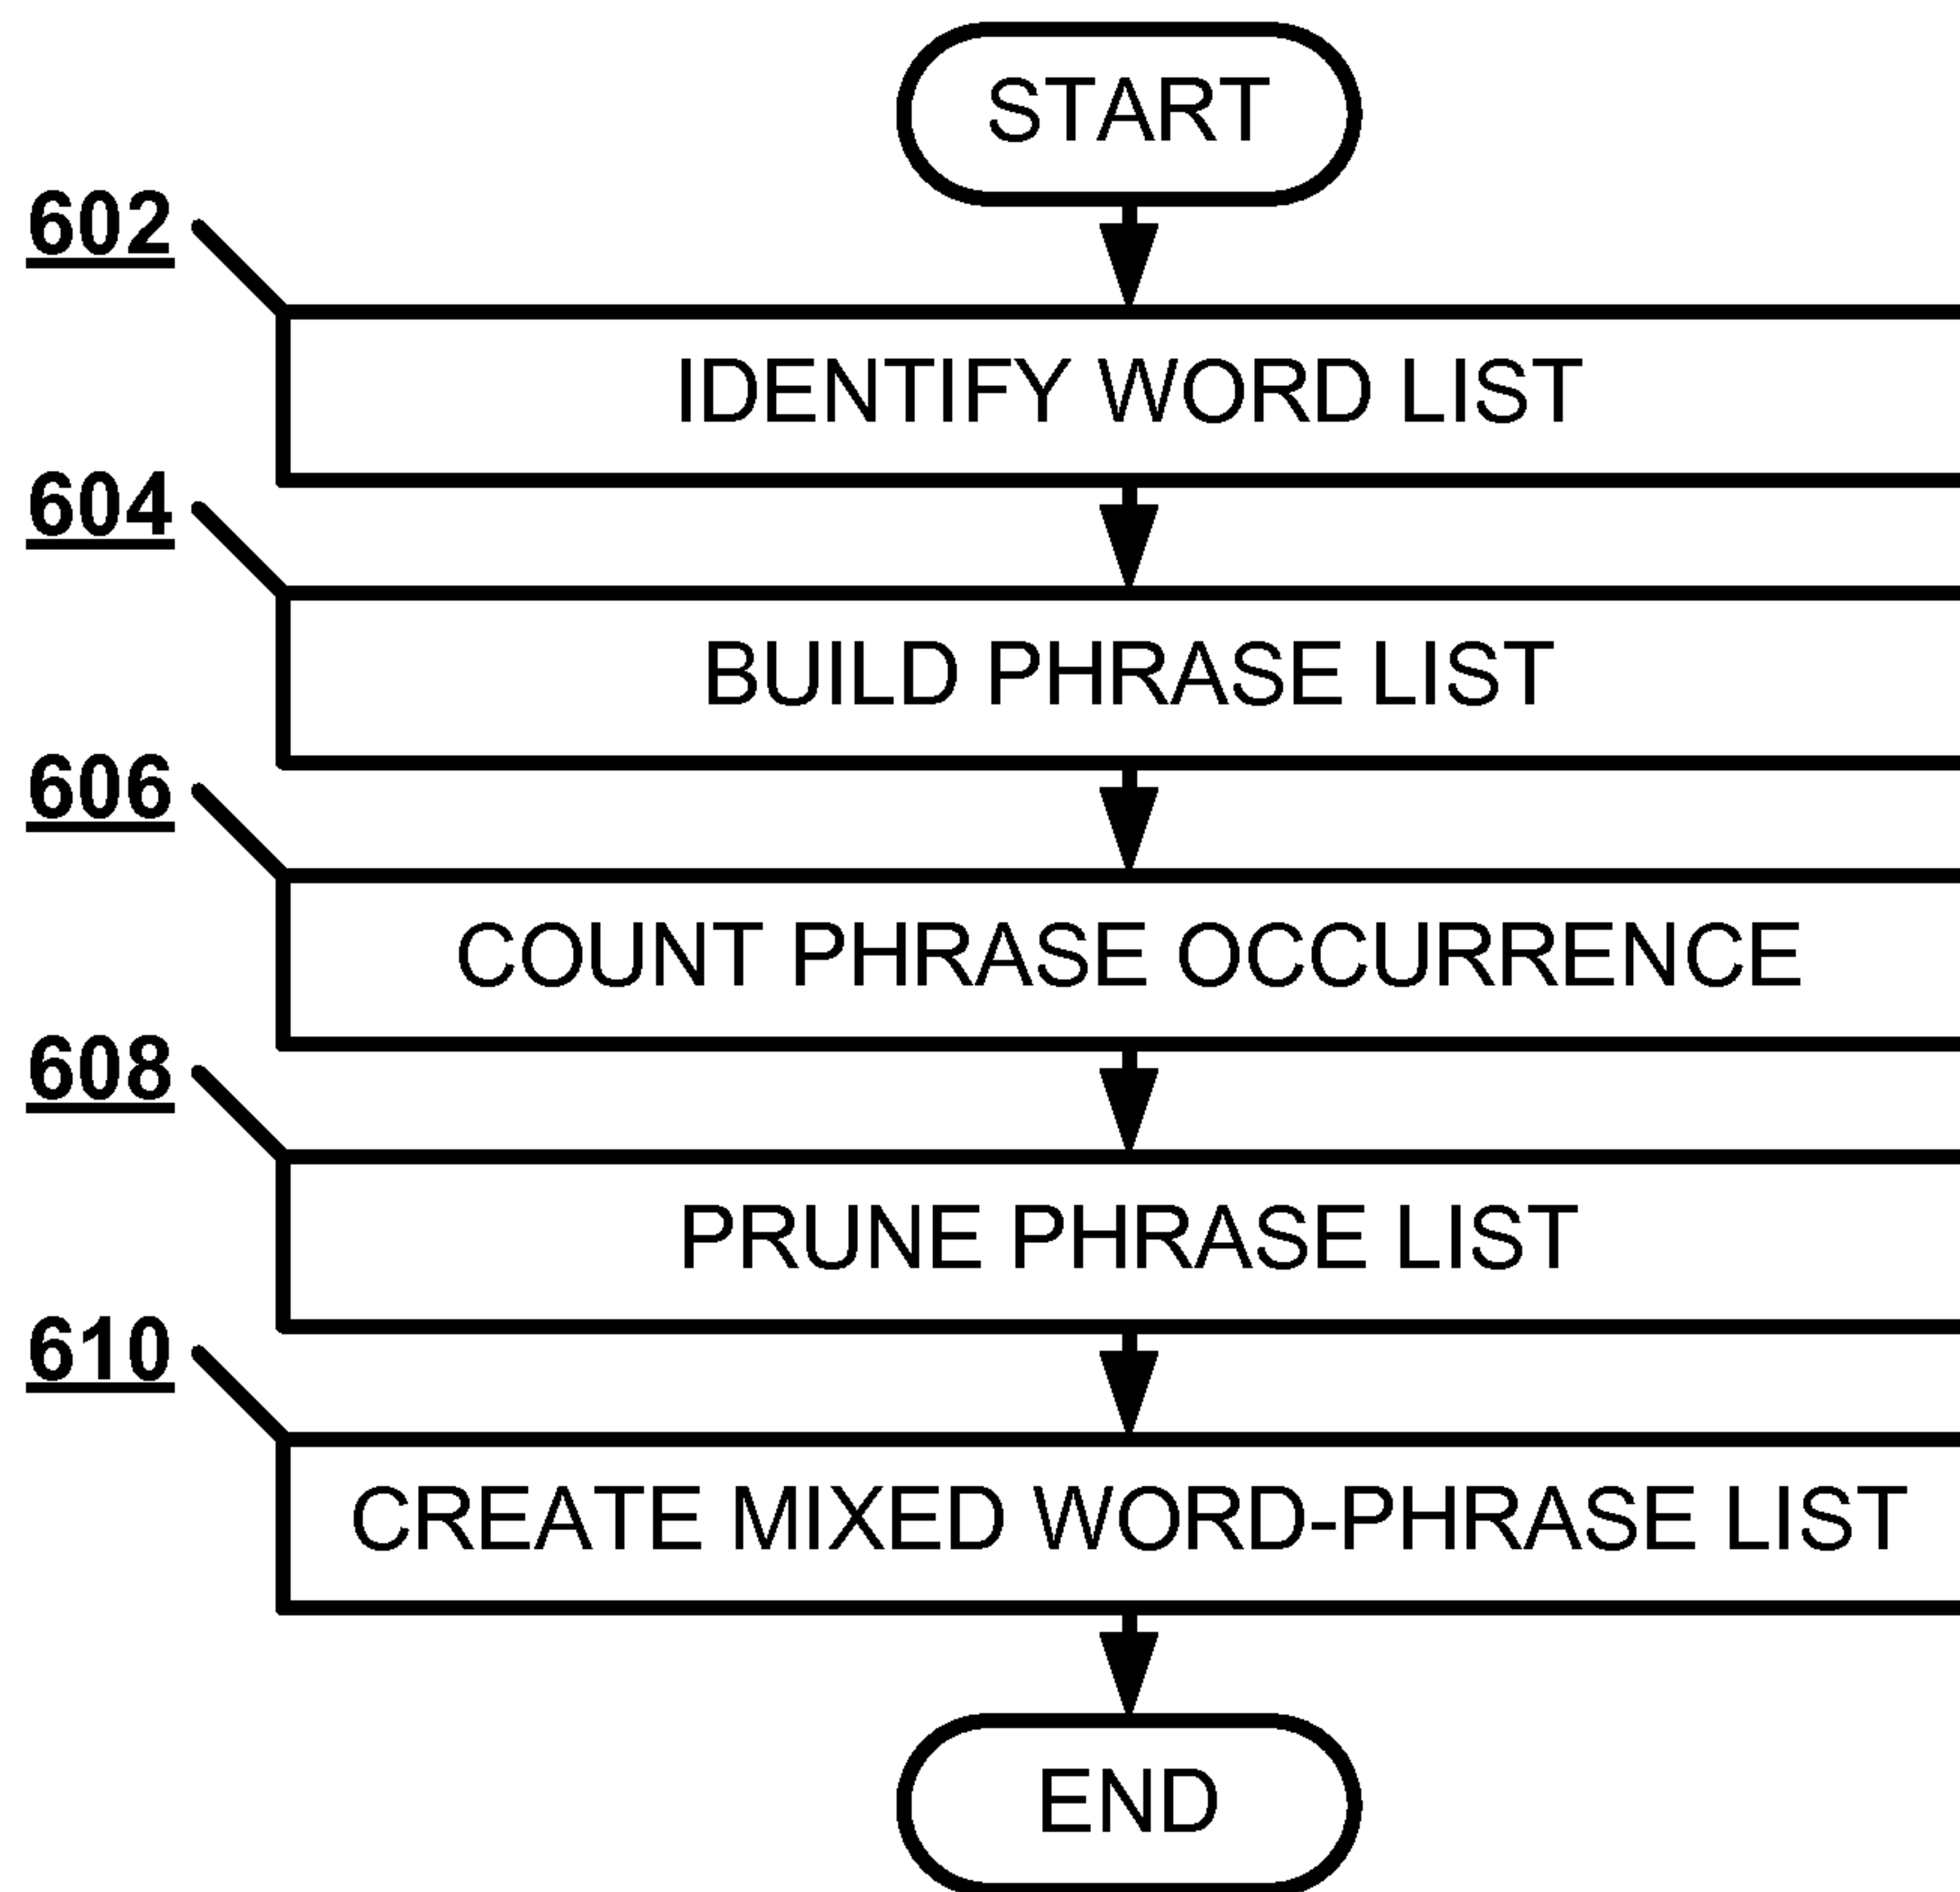 START
602
IDENTIFY WORD LIST
604
BUILD PHRASE LIST
606
COUNT PHRASE OCCURRENCE
608
PRUNE PHRASE LIST
610
CREATE MIXED WORD-PHRASE LIST
END